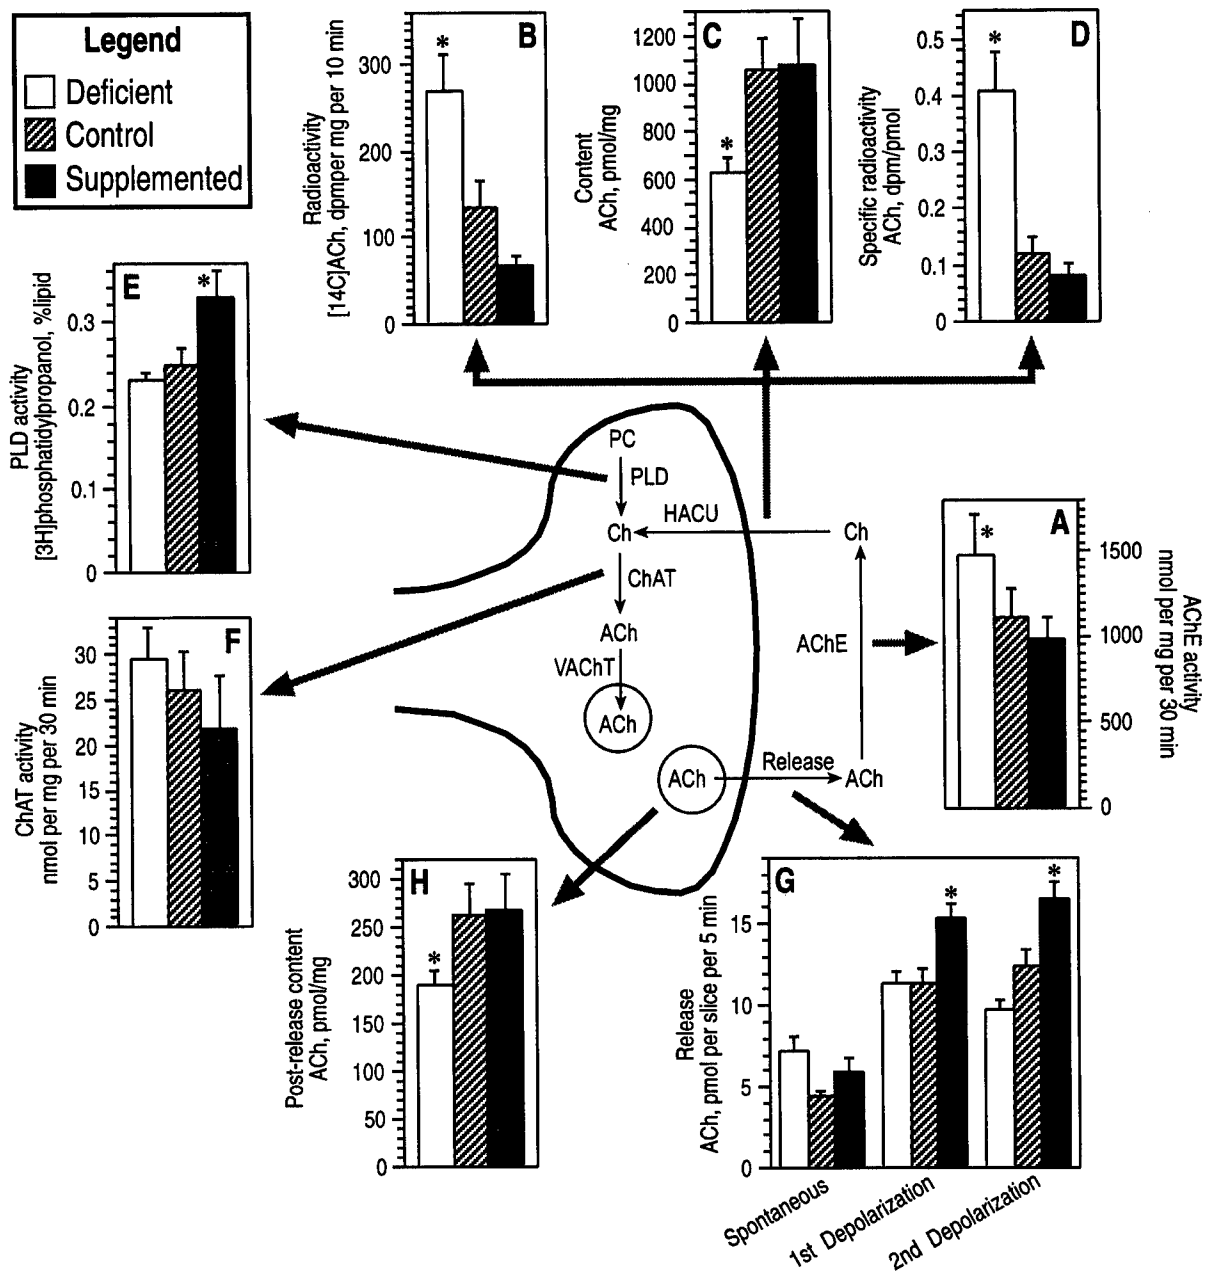 Legend
Deficient
Control
Supplemented
B
*
Radioactivity
[14C]ACh, dpmper mg per 10 min
300
200
100
0
C
*
Content
ACh, pmol/mg
1200
1000
800
600
400
200
0
D
*
Specific radioactivity
ACh, dpm/pmol
0.5
0.4
0.3
0.2
0.1
0
E
*
PLD activity
[3H]phosphatidylpropanol, %lipid
0.3
0.2
0.1
0
PC
PLD
HACU
Ch
Ch
ChAT
ACh
AChE
VAChT
ACh
ACh
Release
ACh
A
*
1500
1000
500
0
AChE activity
nmol per mg per 30 min
F
ChAT activity
nmol per mg per 30 min
30
25
20
15
10
5
0
H
*
Post-release content
ACh, pmol/mg
300
250
200
150
100
50
0
G
*
*
Release
ACh, pmol per slice per 5 min
15
10
5
0
Spontaneous
1st Depolarization
2nd Depolarization